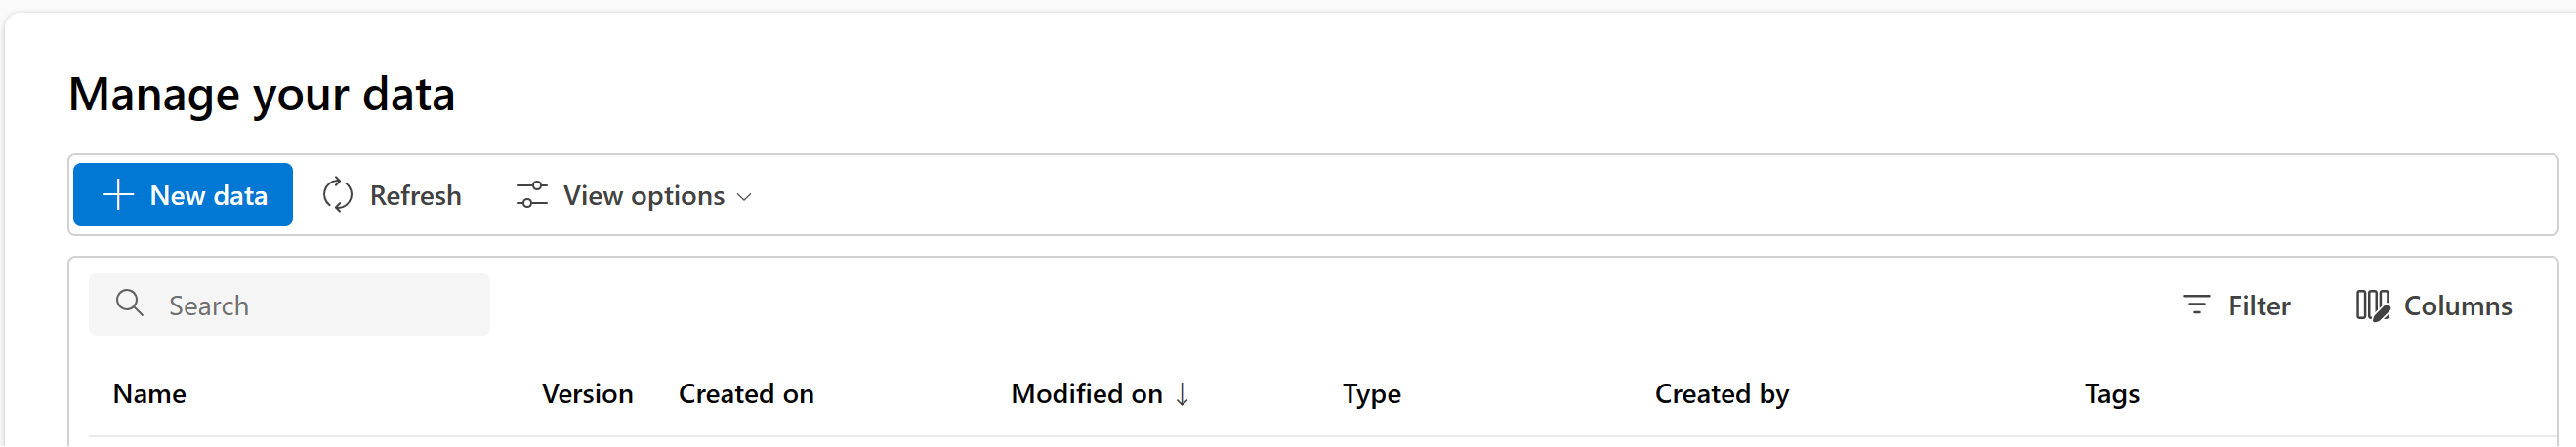 Manage your data
New data Refresh View options
Search Filter Columns
Name Version Created on Modified on Type Created by Tags